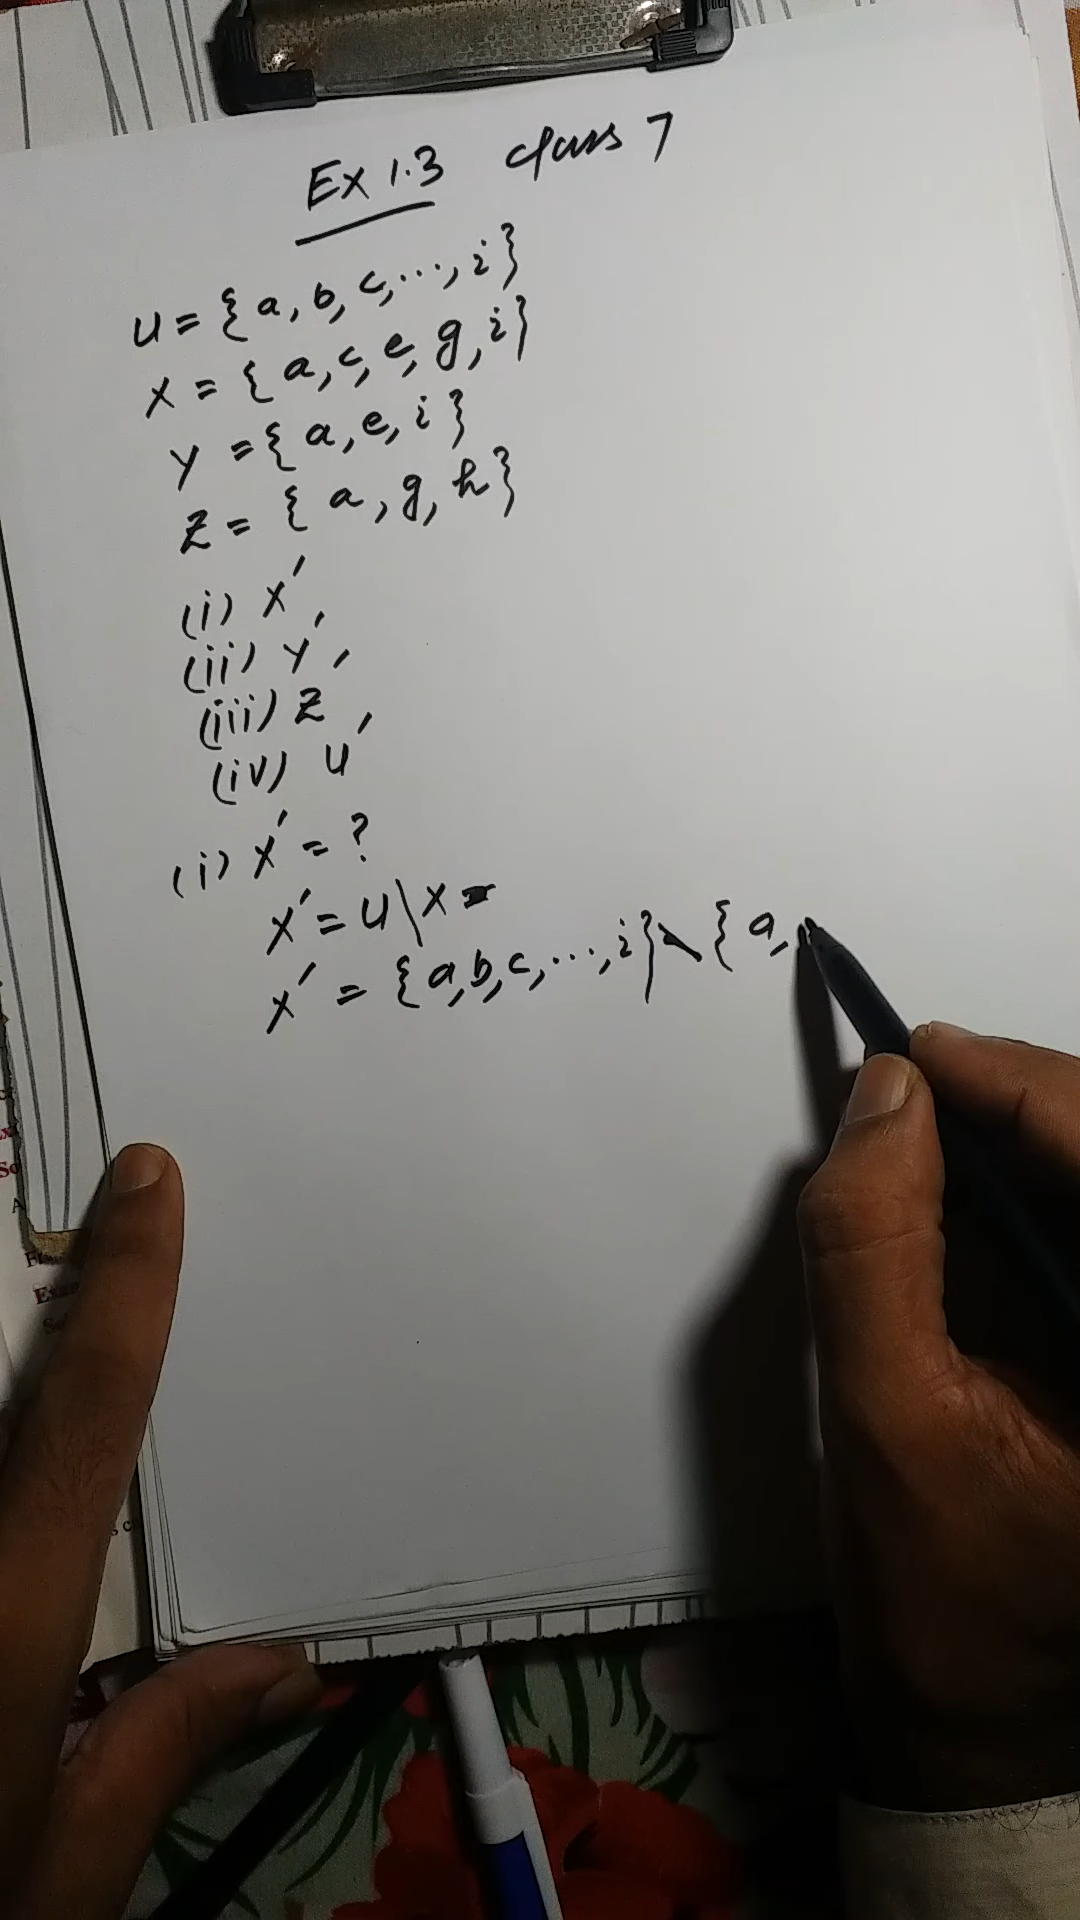 Ex 1.3 class 7
U = { a, b, c, ..., i }
X = { a, c, e, g, i }
Y = { a, e, i }
Z = { a, g, h }
(i) X'
(ii) Y'
(iii) Z'
(iv) U'
(i) X' = ?
X' = U \ X
X' = { a, b, c, ..., i } \ { a,